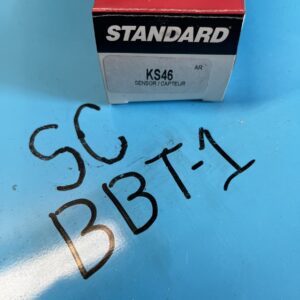 STANDARD
AR
KS46
SENSOR / CAPTEUR
SC
BBT-1